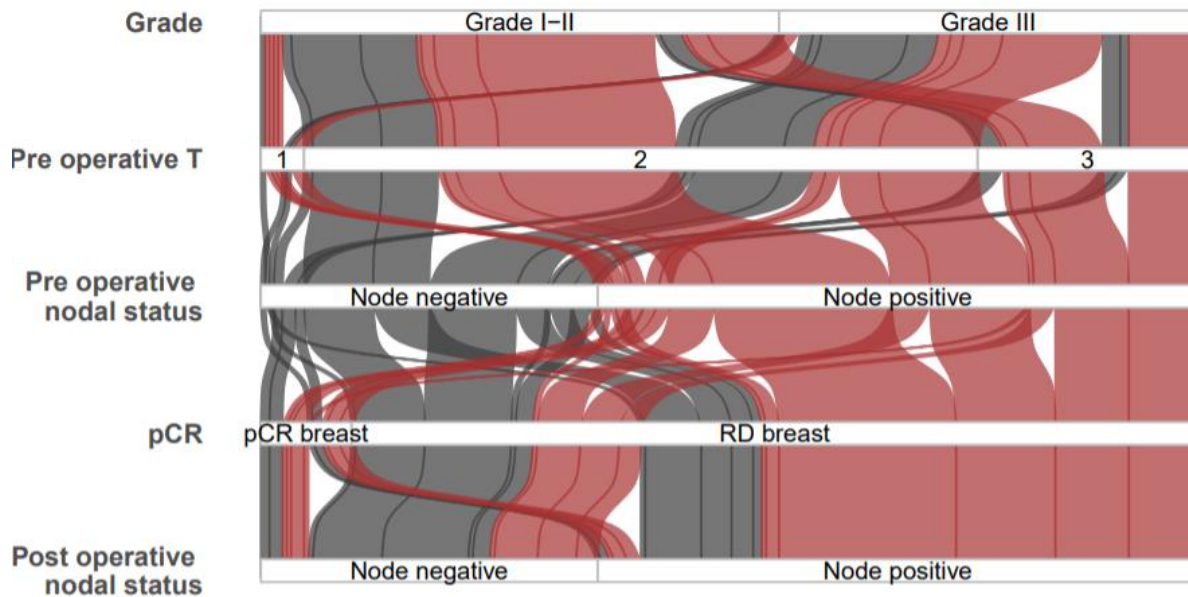 Grade
Grade I−II
Grade III
Pre operative T
1
2
3
Pre operative
nodal status
Node negative
Node positive
pCR
pCR breast
RD breast
Post operative
nodal status
Node negative
Node positive